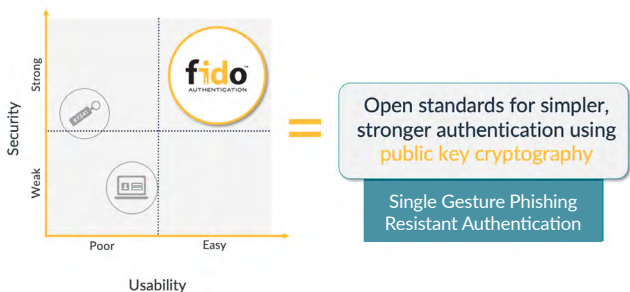 Security
Strong
Weak
fido™
AUTHENTICATION
Poor
Easy
Usability
Open standards for simpler,
stronger authentication using
public key cryptography
Single Gesture Phishing
Resistant Authentication